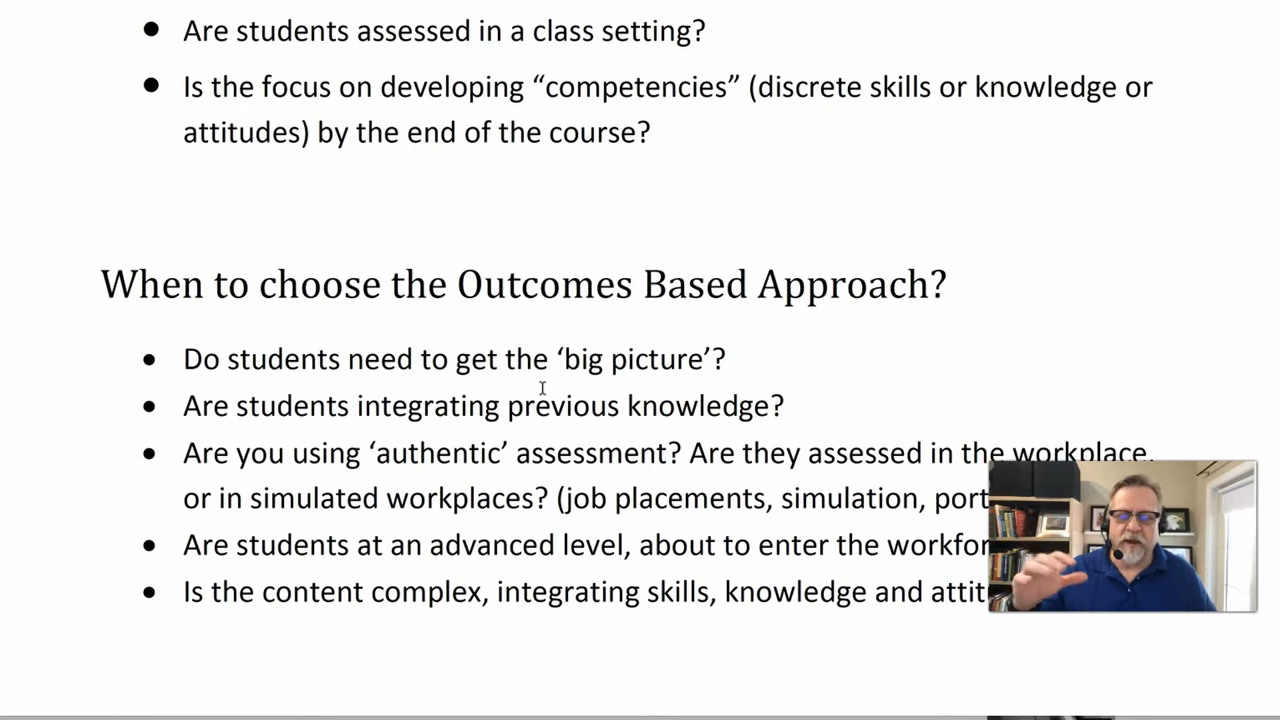 • Are students assessed in a class setting?
• Is the focus on developing “competencies” (discrete skills or knowledge or
attitudes) by the end of the course?
When to choose the Outcomes Based Approach?
• Do students need to get the ‘big picture’?
• Are students integrating previous knowledge?
• Are you using ‘authentic’ assessment? Are they assessed in the workplace,
or in simulated workplaces? (job placements, simulation,
• Are students at an advanced level, about to enter the
• Is the content complex, integrating skills, knowledge and